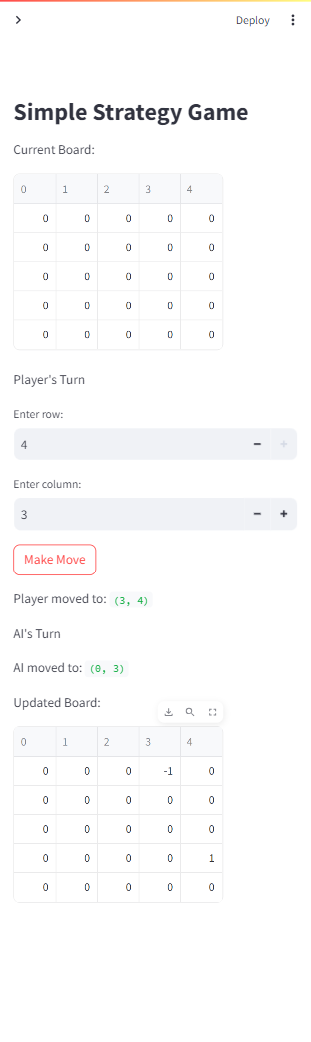 Deploy
Simple Strategy Game
Current Board:
0 1 2 3 4
0 0 0 0 0
0 0 0 0 0
0 0 0 0 0
0 0 0 0 0
0 0 0 0 0
Player's Turn
Enter row:
4
Enter column:
3
Make Move
Player moved to: (3, 4)
AI's Turn
AI moved to: (0, 3)
Updated Board:
0 1 2 3 4
0 0 0 -1 0
0 0 0 0 0
0 0 0 0 0
0 0 0 0 1
0 0 0 0 0